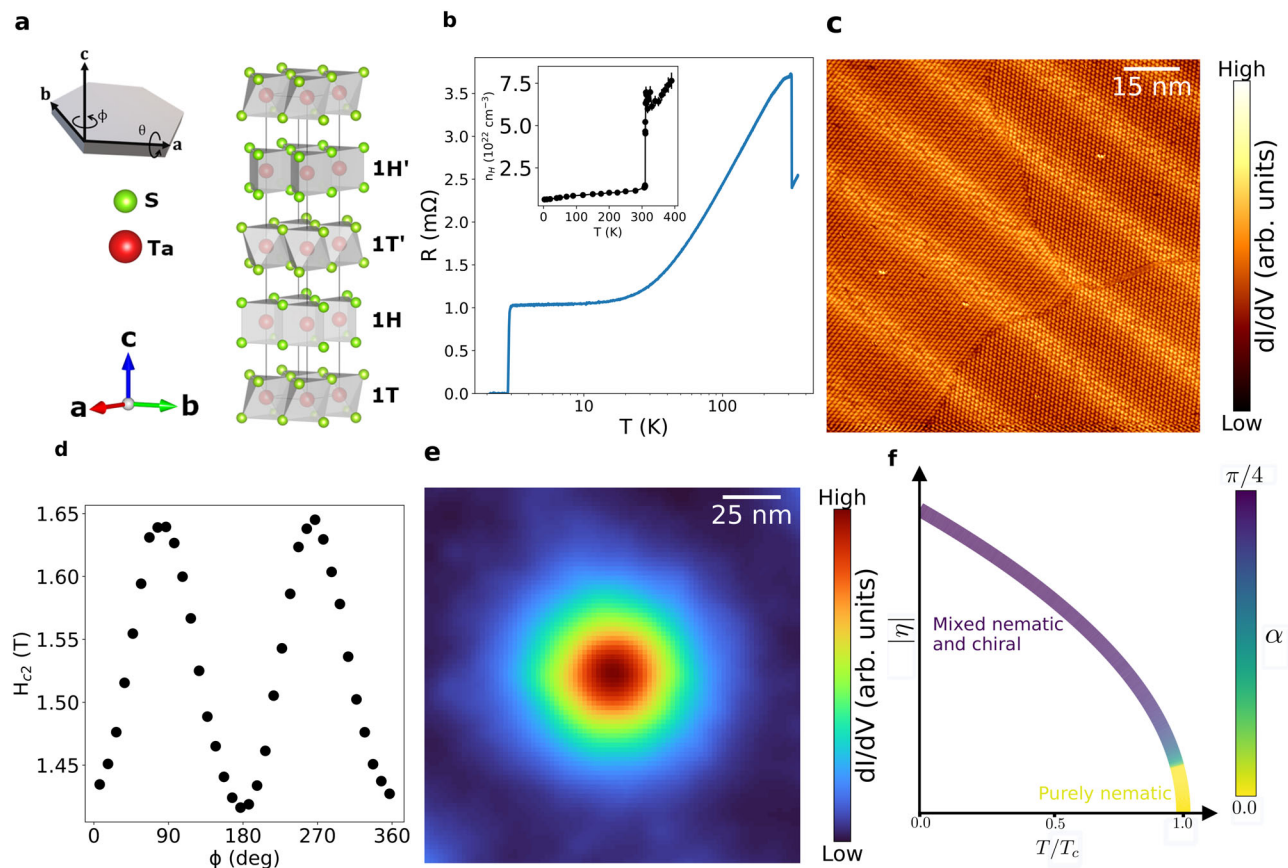 a
c
b
ϕ
θ
a
S
Ta
c
a
b
1H'
1T'
1H
1T
b
R (mΩ)
3.5
3.0
2.5
2.0
1.5
1.0
0.5
0.0
10
100
T (K)
n_H (10²² cm⁻³)
7.5
5.0
2.5
0
100
200
300
400
T (K)
c
15 nm
High
dI/dV (arb. units)
Low
d
H_c2 (T)
1.65
1.60
1.55
1.50
1.45
0
90
180
270
360
ϕ (deg)
e
25 nm
High
dI/dV (arb. units)
Low
f
|η|
Mixed nematic
and chiral
Purely nematic
0.0
0.5
1.0
T/T_c
π/4
α
0.0